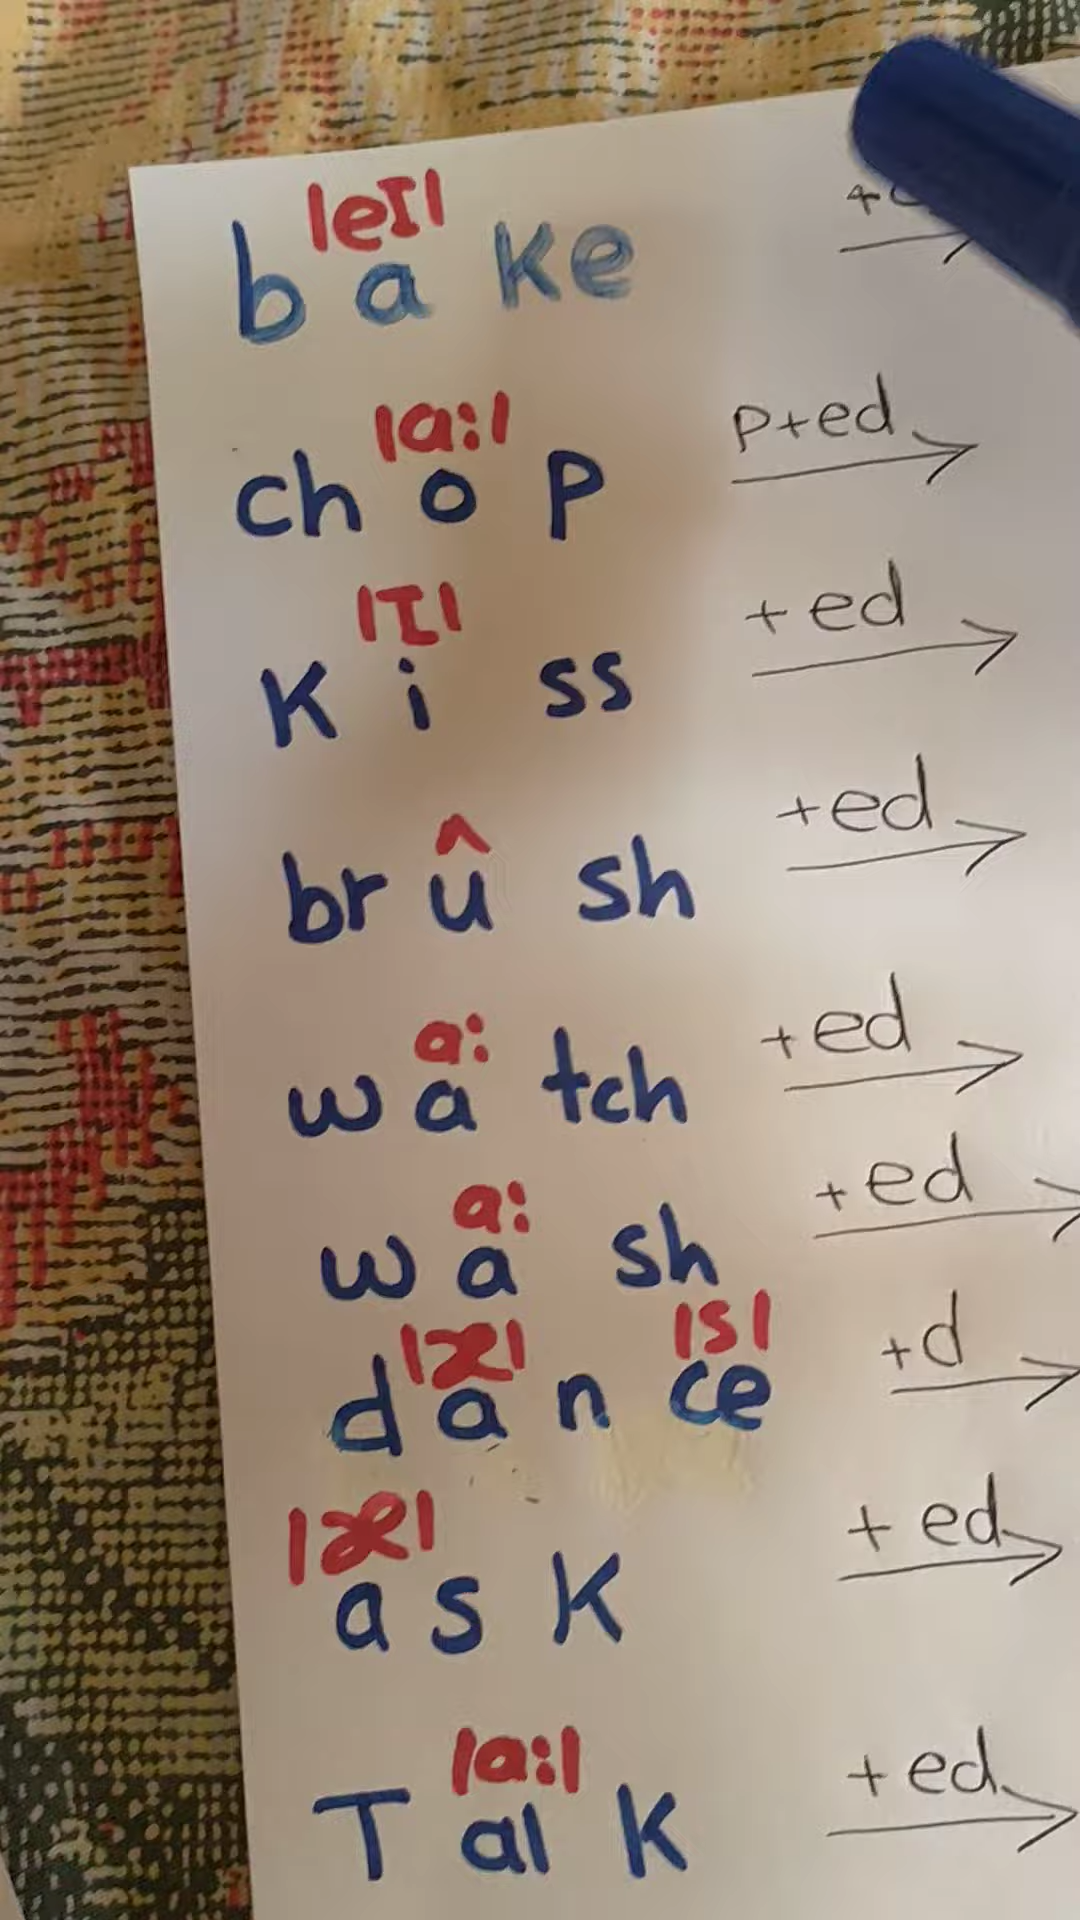 /eɪ/
bake
/a:/
chop P+ed
/ɪ/
Kiss +ed
^
brush +ed
a:
watch +ed
a:
wash +ed
/æ/ /s/
dance +d
/æ/
ask +ed
/a:/
Talk +ed